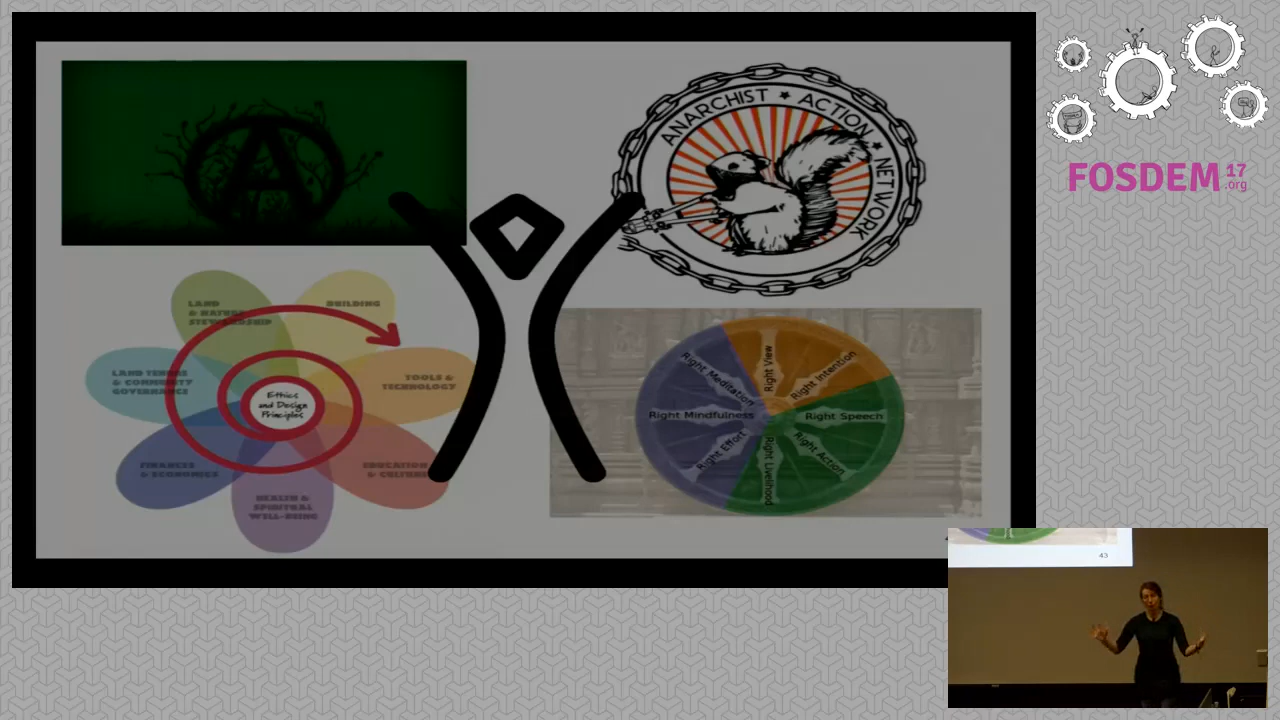 ANARCHIST ★ ACTION ★ NETWORK
LAND
& NATURE
STEWARDSHIP
BUILDING
LAND TENURE
& COMMUNITY
GOVERNANCE
TOOLS &
TECHNOLOGY
Ethics
and Design
Principles
FINANCES
& ECONOMICS
EDUCATION
& CULTURE
HEALTH &
SPIRITUAL
WELL-BEING
Right View
Right Intention
Right Speech
Right Action
Right Livelihood
Right Effort
Right Mindfulness
Right Meditation
FOSDEM 17
.org
43